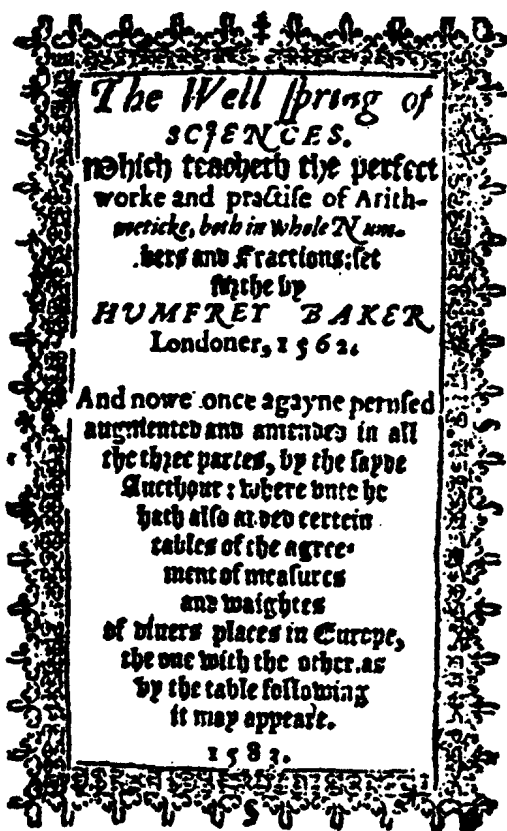 The Well ſpring of
SCIENCES.
Which teacheth the perfect
worke and practiſe of Arith-
meticke, both in whole Num-
bers and Fractions: ſet
forthe by
HUMFREY BAKER
Londoner, 1562.
And nowe once agayne peruſed
augmented and amended in all
the three partes, by the ſayde
Aucthour: where vnto he
hath alſo added certein
tables of the agree-
ment of meaſures
and waightes
of diuers places in Europe,
the one with the other, as
by the table following
it may appeare.